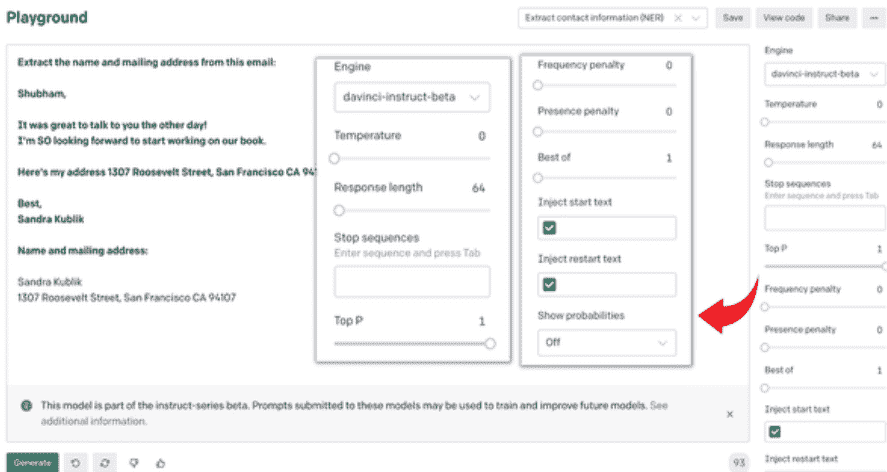 Playground
Extract contact information (NER)
Save
View code
Share
...
Extract the name and mailing address from this email:
Shubham,
It was great to talk to you the other day!
I'm SO looking forward to start working on our book.
Here's my address 1307 Roosevelt Street, San Francisco CA 941
Best,
Sandra Kublik
Name and mailing address:
Sandra Kublik
1307 Roosevelt Street, San Francisco CA 94107
Engine
davinci-instruct-beta
Temperature 0
Response length 64
Stop sequences
Enter sequence and press Tab
Top P 1
Frequency penalty 0
Presence penalty 0
Best of 1
Inject start text
Inject restart text
Show probabilities
Off
Engine
davinci-instruct-beta
Temperature 0
Response length 64
Stop sequences
Enter sequence and press Tab
Top P 1
Frequency penalty 0
Presence penalty 0
Best of 1
Inject start text
Inject restart text
This model is part of the instruct-series beta. Prompts submitted to these models may be used to train and improve future models. See
additional information.
Generate
93